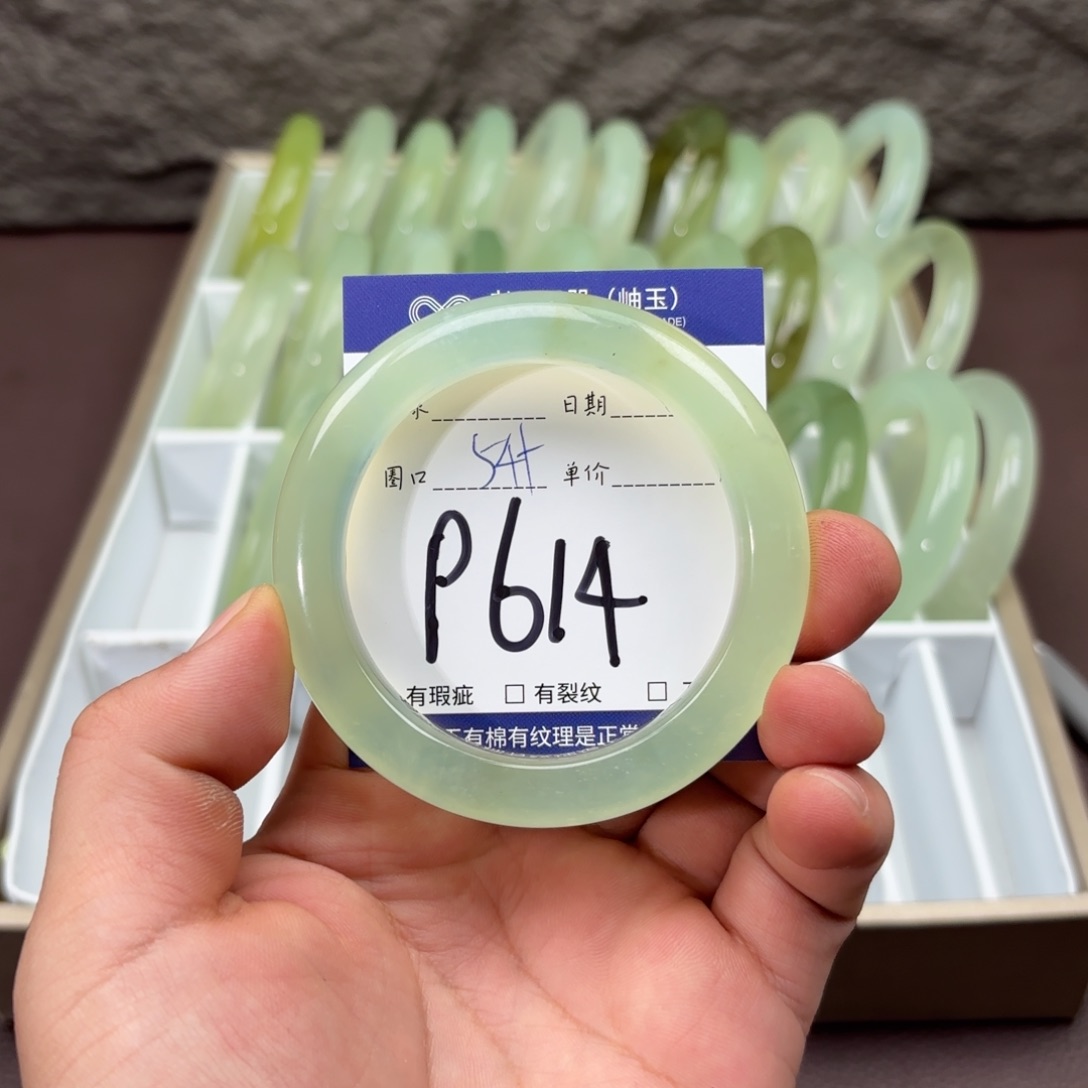 （岫玉）
ADE)
日期
圈口 54+ 单价
P614
有瑕疵 □ 有裂纹 □
有棉有纹理是正常